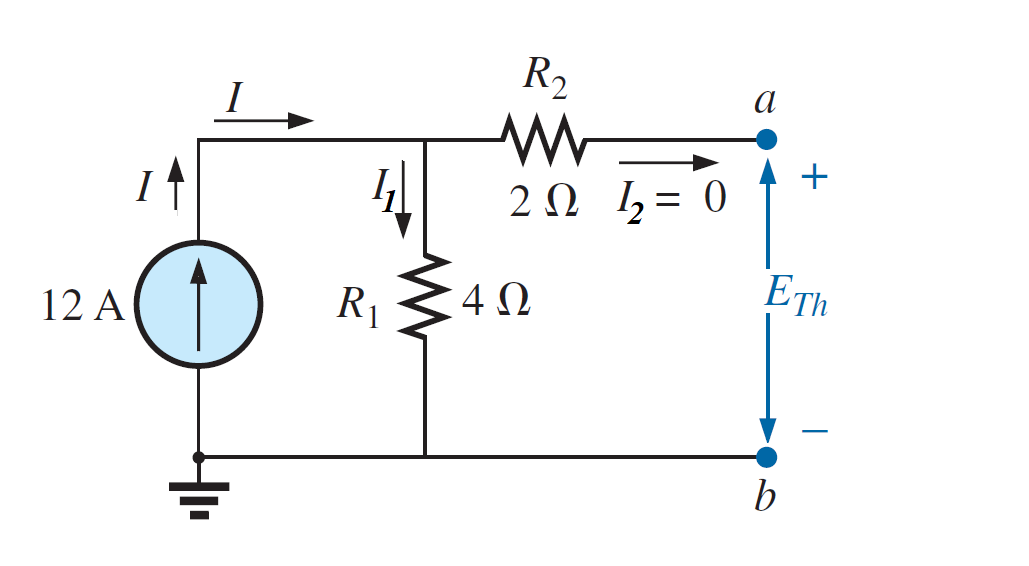 R2
a
I
+
I
I1
2 Ω
I2 = 0
12 A
R1
4 Ω
ETh
−
b